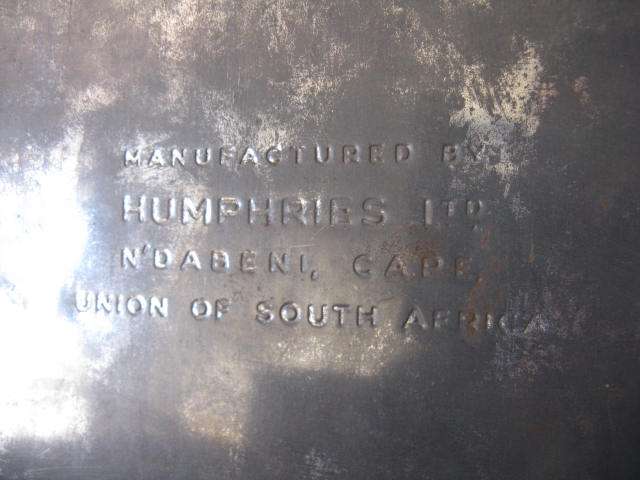 MANUFACTURED BY
HUMPHRIES LTD
N'DABENI, CAPE
UNION OF SOUTH AFRICA